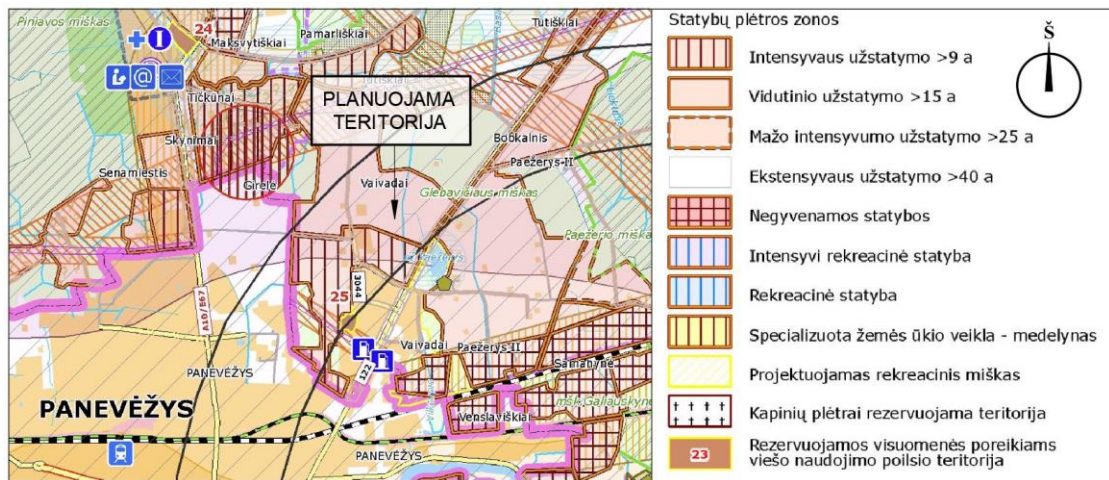 Piniavos miškas
24
Maksvytiškiai
Pamarliškiai
Tutiškiai
Tičkūnai
PLANUOJAMA
TERITORIJA
Skynimai
Senamiestis
Girelė
Vaivadai
Bobkalnis
Paežerys II
Glebavičiaus miškas
Paežerio miškas
25
3044
A10/E67
122
Vaivadai
Paežerys II
PANEVĖŽYS
Venslaviškiai
PANEVĖŽYS
PANEVĖŽYS
Statybų plėtros zonos
Š
Intensyvaus užstatymo >9 a
Vidutinio užstatymo >15 a
Mažo intensyvumo užstatymo >25 a
Ekstensyvaus užstatymo >40 a
Negyvenamos statybos
Intensyvi rekreacinė statyba
Rekreacinė statyba
Specializuota žemės ūkio veikla - medelynas
Projektuojamas rekreacinis miškas
Kapinių plėtrai rezervuojama teritorija
23
Rezervuojamos visuomenės poreikiams
viešo naudojimo poilsio teritorija